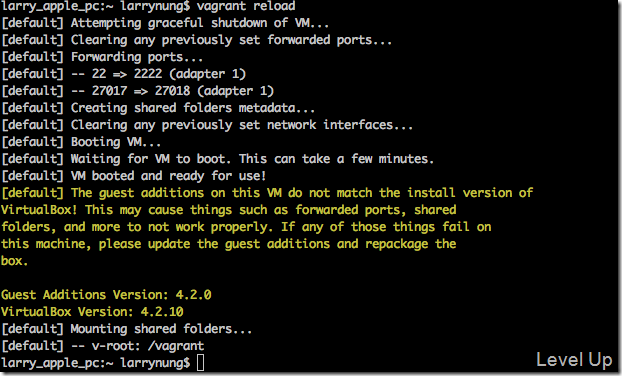 larry_apple_pc:~ larrynung$ vagrant reload
[default] Attempting graceful shutdown of VM...
[default] Clearing any previously set forwarded ports...
[default] Forwarding ports...
[default] -- 22 => 2222 (adapter 1)
[default] -- 27017 => 27018 (adapter 1)
[default] Creating shared folders metadata...
[default] Clearing any previously set network interfaces...
[default] Booting VM...
[default] Waiting for VM to boot. This can take a few minutes.
[default] VM booted and ready for use!
[default] The guest additions on this VM do not match the install version of
VirtualBox! This may cause things such as forwarded ports, shared
folders, and more to not work properly. If any of those things fail on
this machine, please update the guest additions and repackage the
box.
Guest Additions Version: 4.2.0
VirtualBox Version: 4.2.10
[default] Mounting shared folders...
[default] -- v-root: /vagrant
larry_apple_pc:~ larrynung$
Level Up